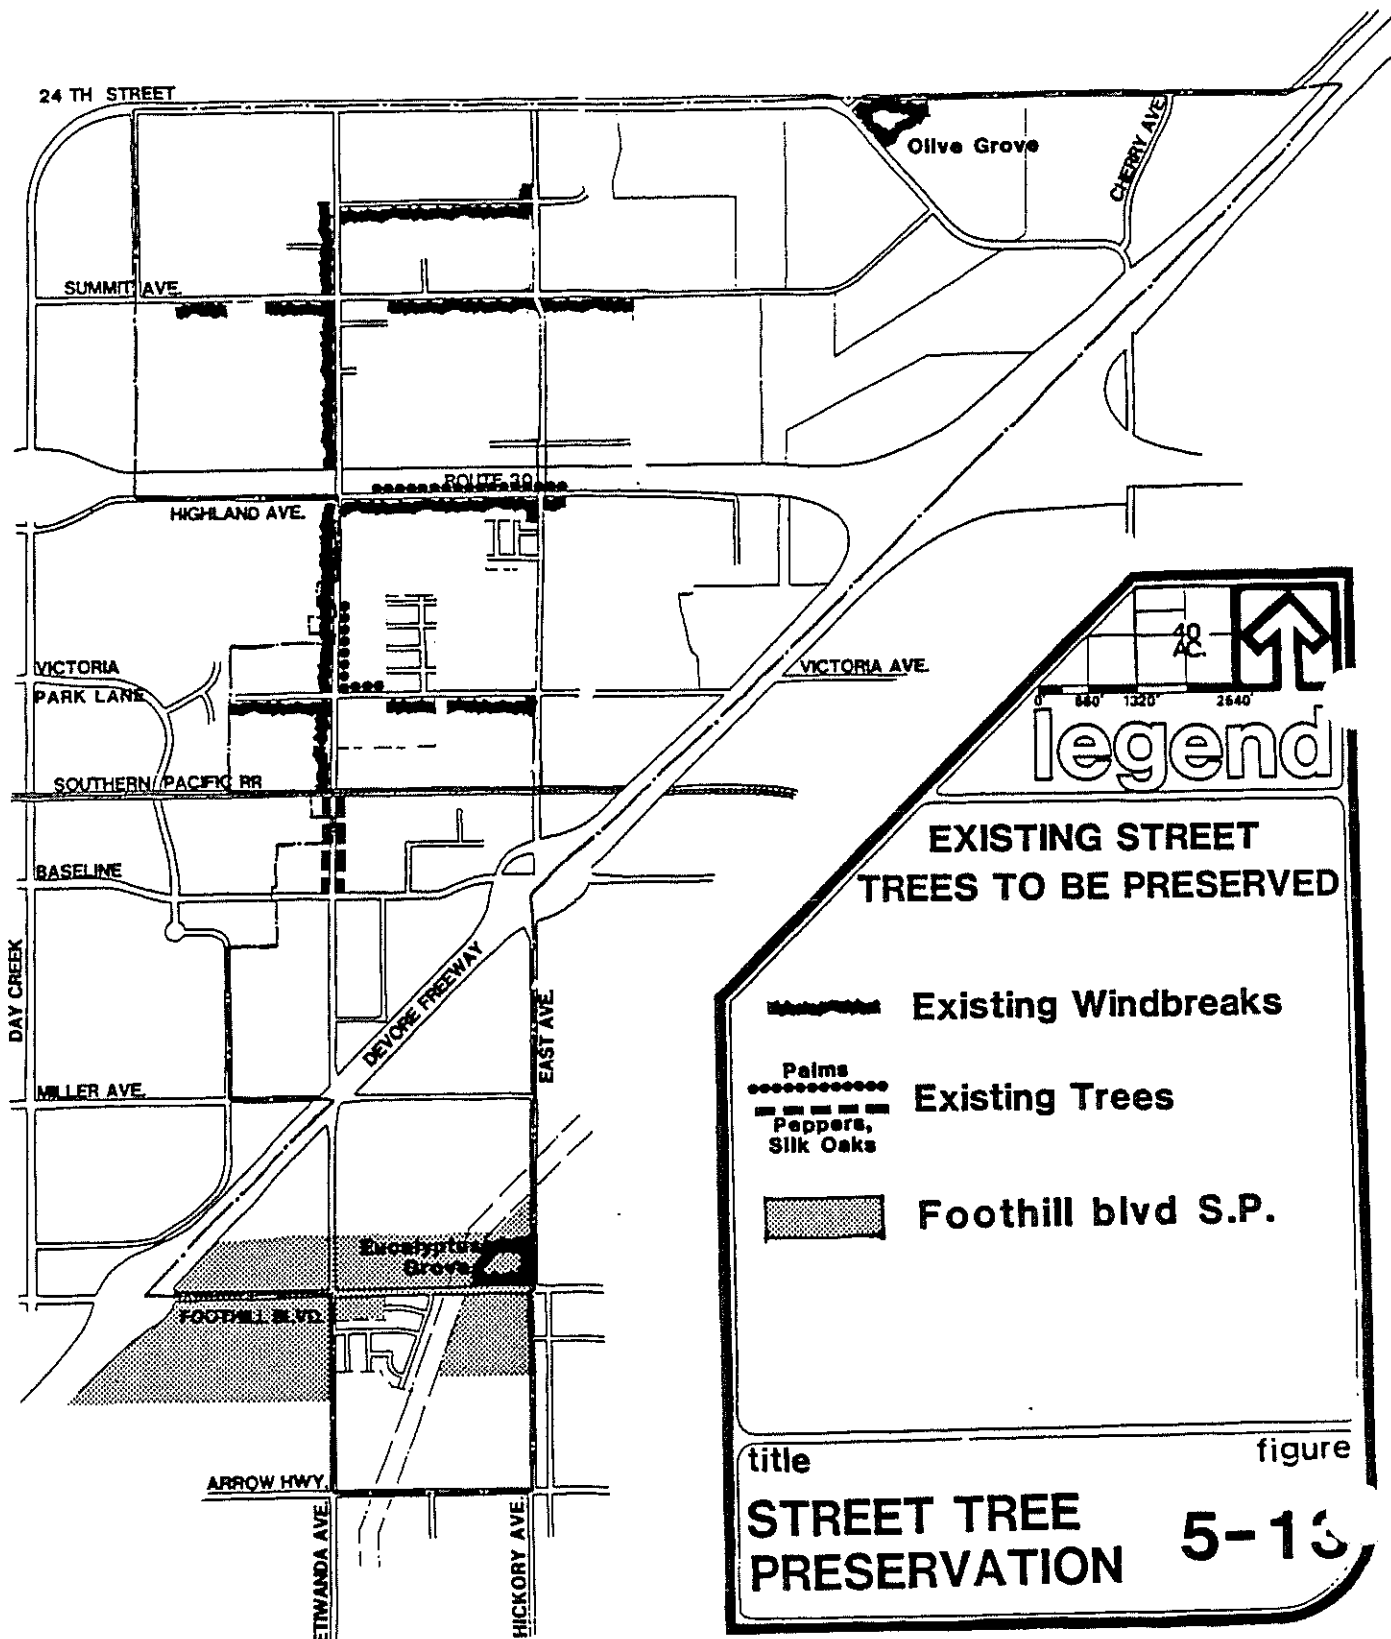 24 TH STREET
Olive Grove
CHERRY AVE.
SUMMIT AVE.
ROUTE 30
HIGHLAND AVE.
VICTORIA
PARK LANE
VICTORIA AVE.
SOUTHERN PACIFIC RR
BASELINE
DAY CREEK
DEVORE FREEWAY
EAST AVE.
MILLER AVE.
Eucalyptus
Grove
FOOTHILL BLVD.
ARROW HWY.
ETIWANDA AVE.
HICKORY AVE.
40
AC.
0 660' 1320' 2640'
legend
EXISTING STREET
TREES TO BE PRESERVED
Existing Windbreaks
Palms
Existing Trees
Peppers,
Silk Oaks
Foothill blvd S.P.
title
figure
STREET TREE
PRESERVATION
5-13